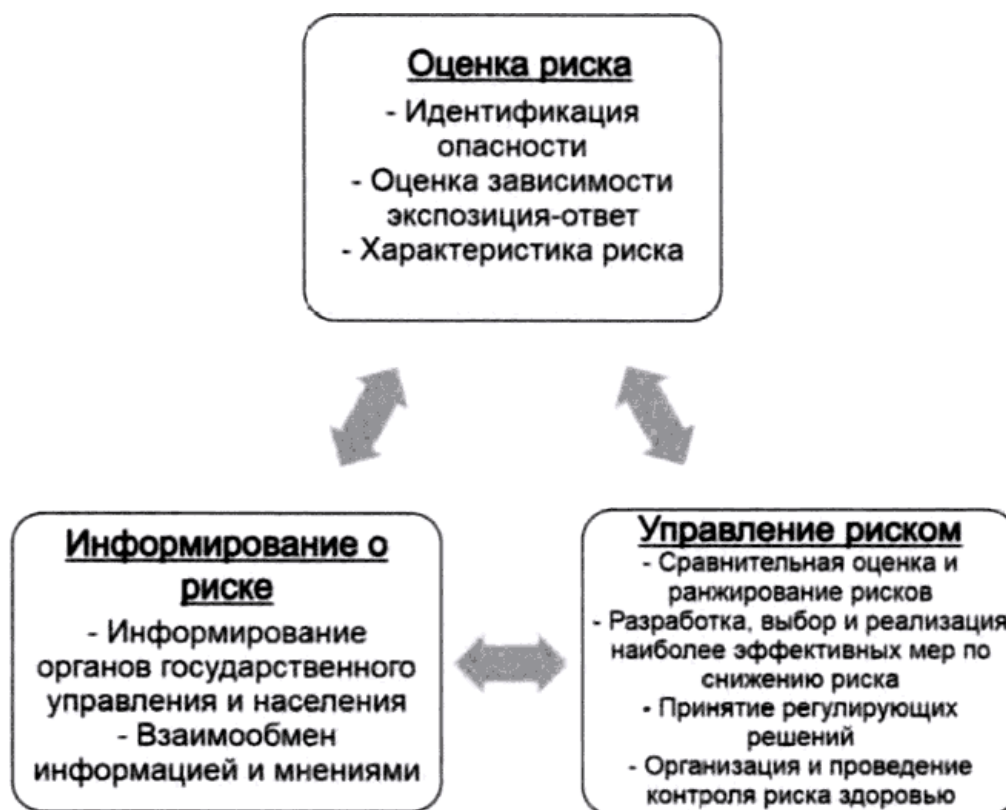 Оценка риска
- Идентификация
опасности
- Оценка зависимости
экспозиция-ответ
- Характеристика риска
Информирование о
риске
- Информирование
органов государственного
управления и населения
- Взаимообмен
информацией и мнениями
Управление риском
- Сравнительная оценка и
ранжирование рисков
- Разработка, выбор и реализация
наиболее эффективных мер по
снижению риска
- Принятие регулирующих
решений
- Организация и проведение
контроля риска здоровью